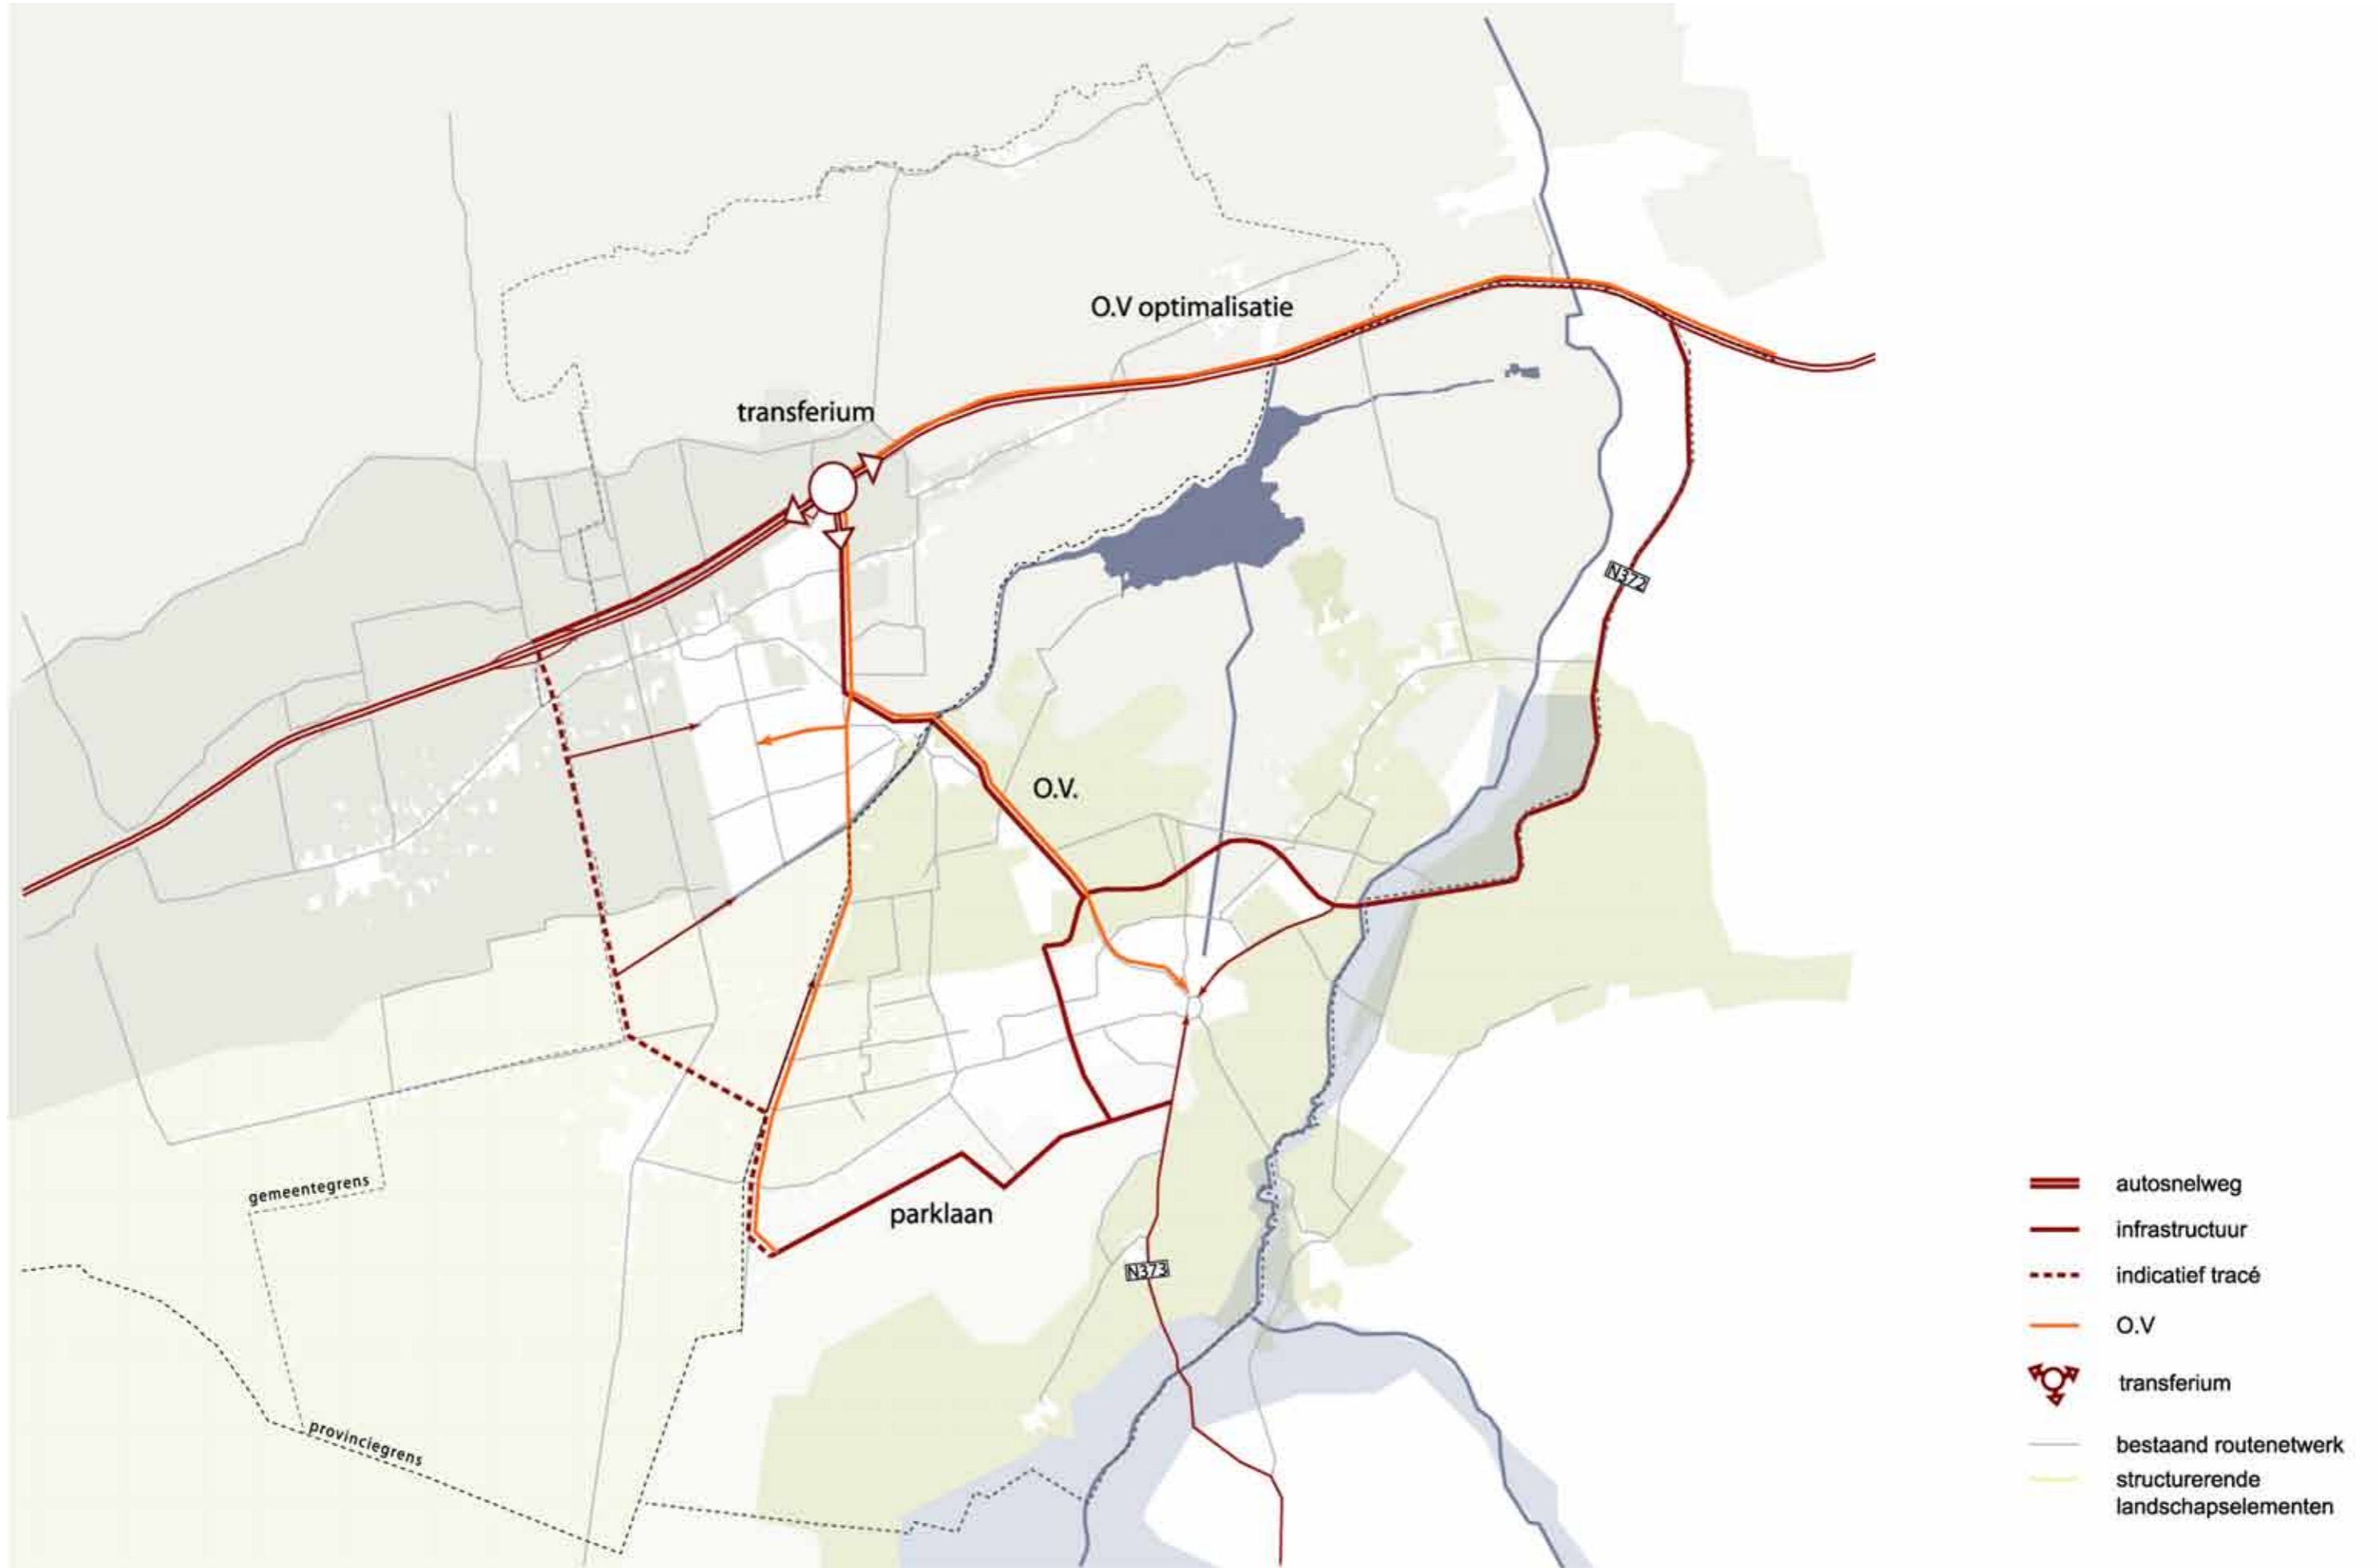 O.V optimalisatie
transferium
N372
O.V.
gemeentegrens
parklaan
N373
provinciegrens
autosnelweg
infrastructuur
indicatief tracé
O.V
transferium
bestaand routenetwerk
structurerende
landschapselementen